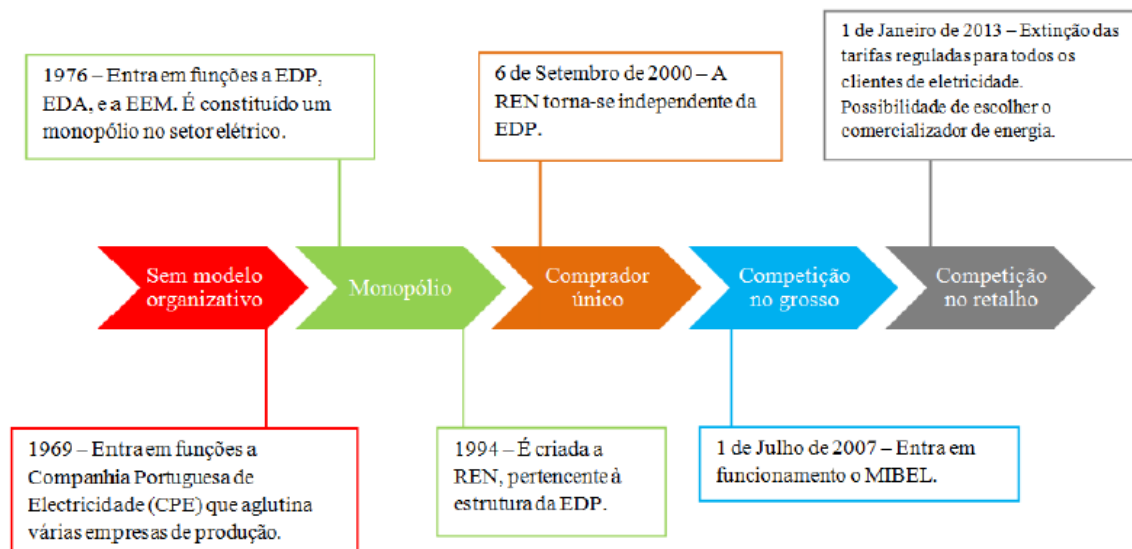 1976 – Entra em funções a EDP,
EDA, e a EEM. É constituído um
monopólio no setor elétrico.
6 de Setembro de 2000 – A
REN torna-se independente da
EDP.
1 de Janeiro de 2013 – Extinção das
tarifas reguladas para todos os
clientes de eletricidade.
Possibilidade de escolher o
comercializador de energia.
Sem modelo
organizativo
Monopólio
Comprador
único
Competição
no grosso
Competição
no retalho
1969 – Entra em funções a
Companhia Portuguesa de
Electricidade (CPE) que aglutina
várias empresas de produção.
1994 – É criada a
REN, pertencente à
estrutura da EDP.
1 de Julho de 2007 – Entra em
funcionamento o MIBEL.